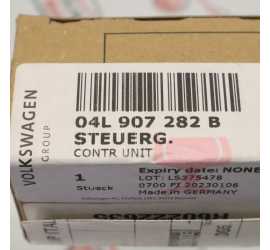 VOLKSWAGEN
GROUP
04L 907 282 B
STEUERG.
CONTR UNIT
1
Stueck
Expiry date: NONE
LOT: LS375478
0700 PI 20230106
Made in Germany